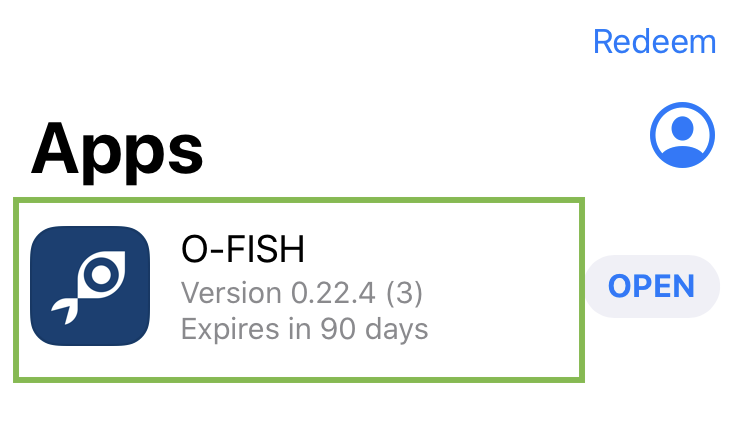 Redeem
Apps
O-FISH
Version 0.22.4 (3)
Expires in 90 days
OPEN